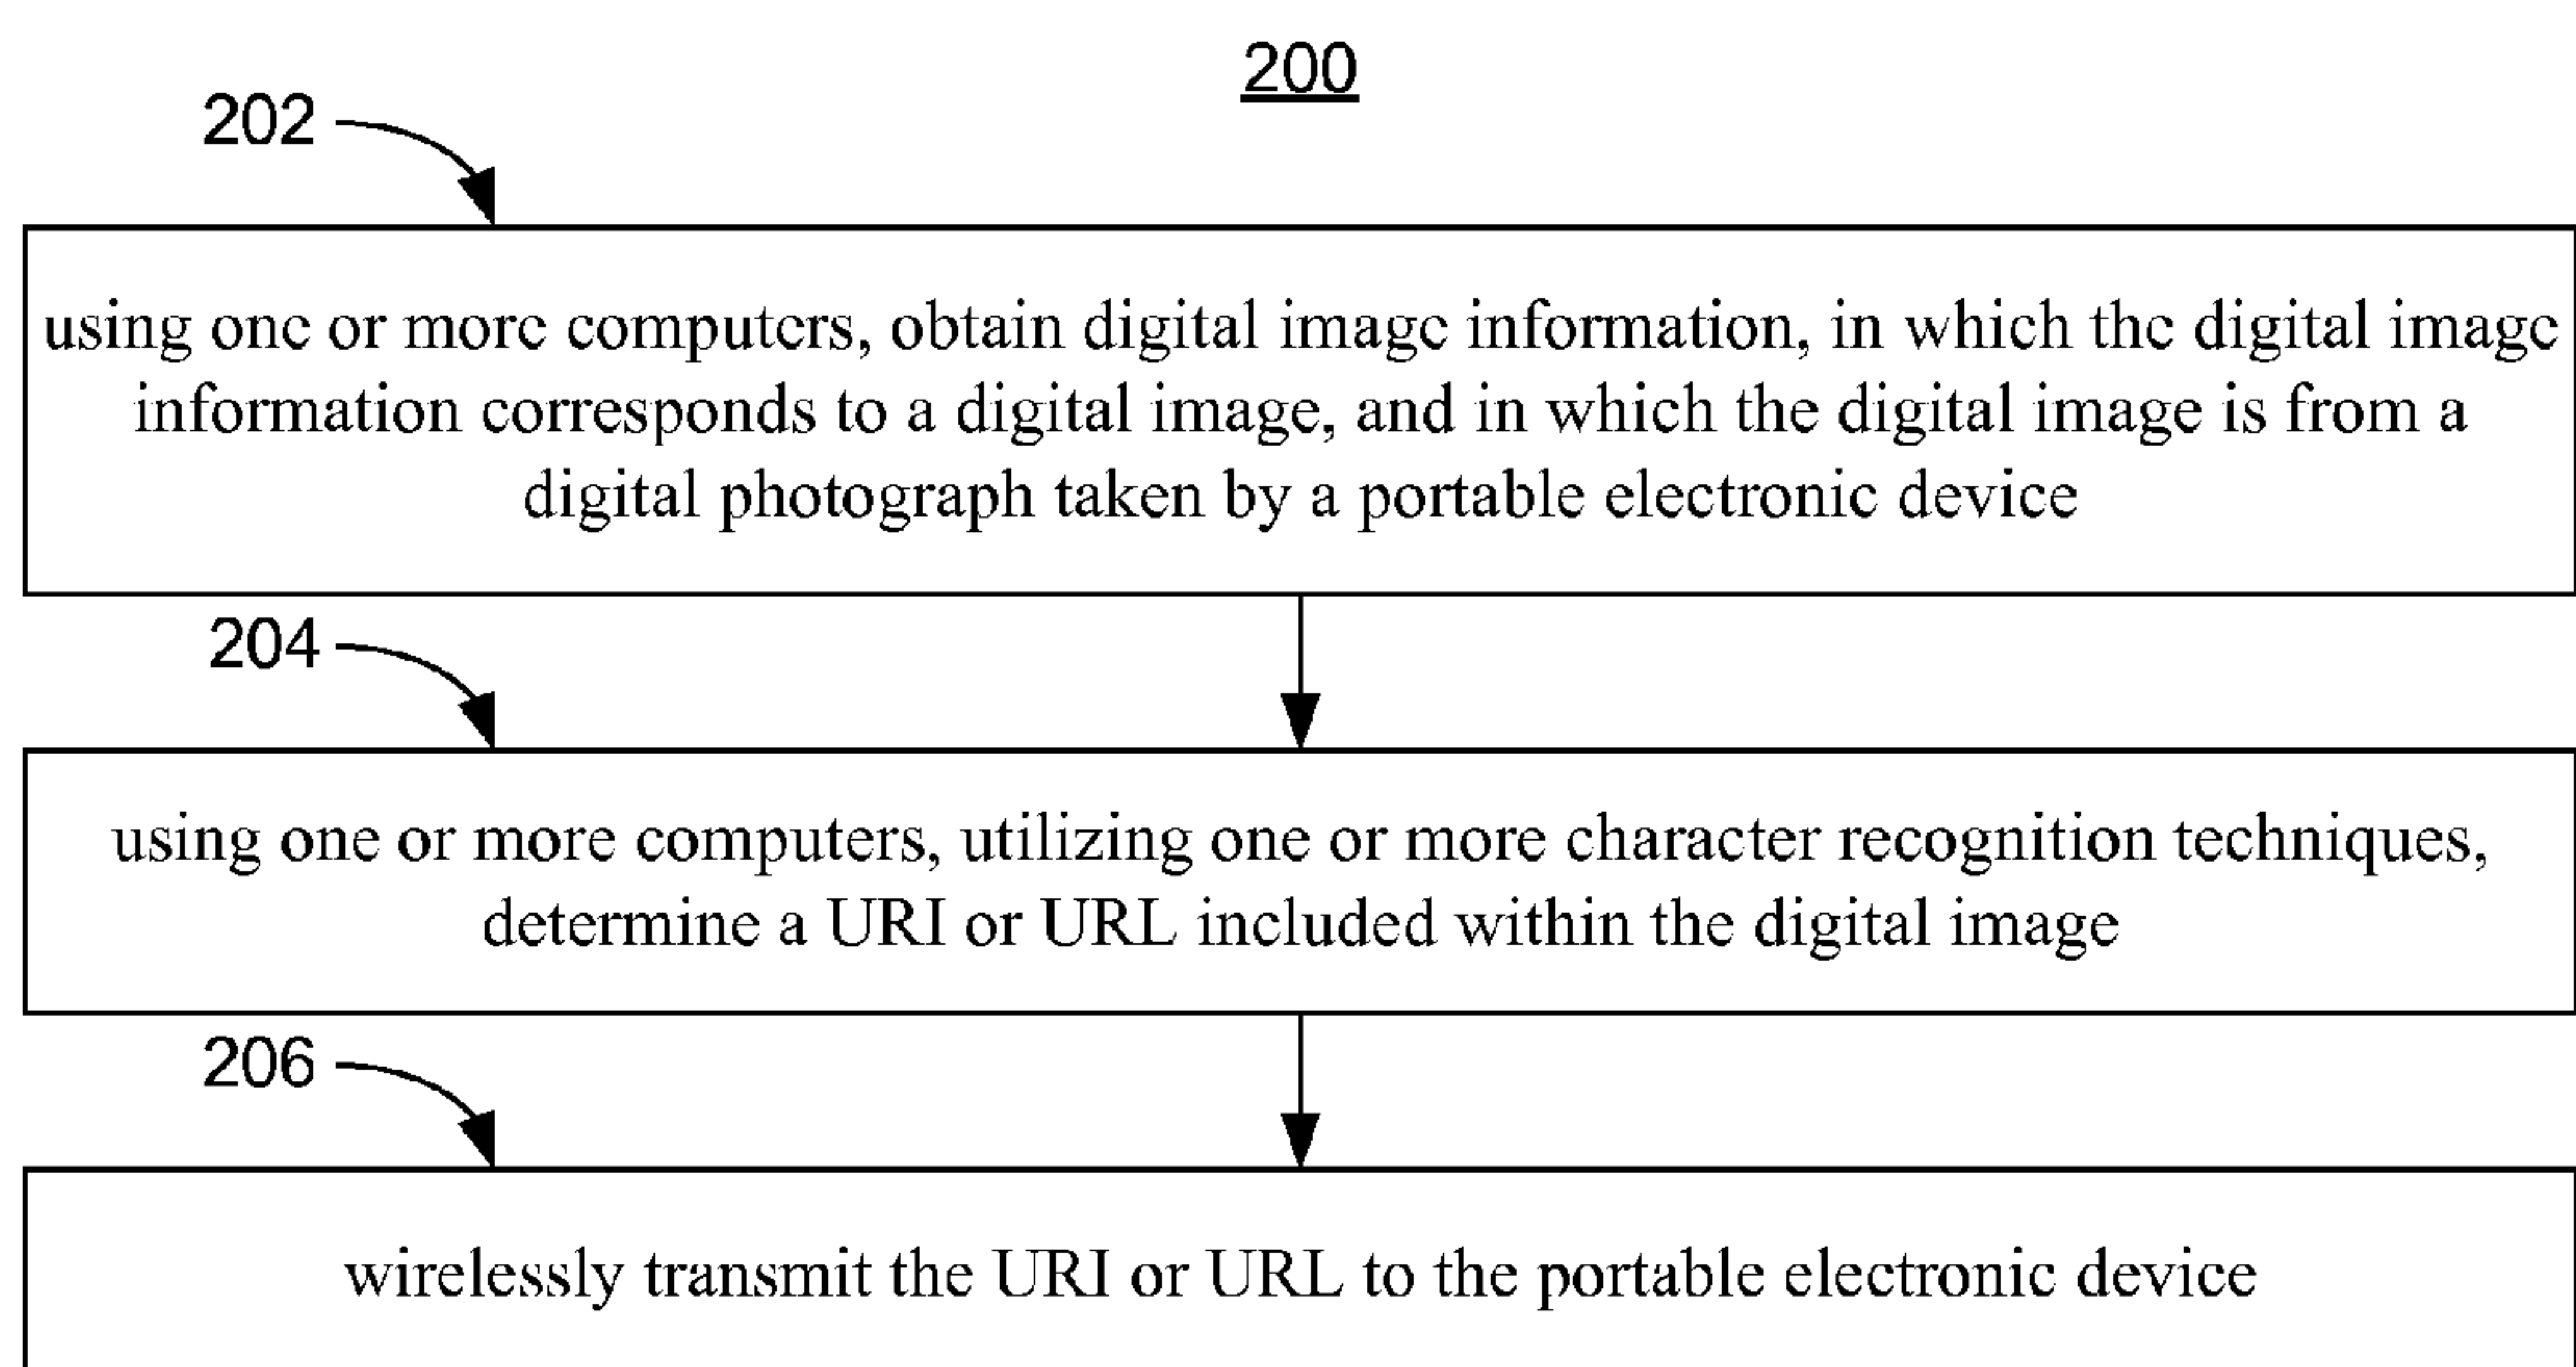 200
202
using one or more computers, obtain digital image information, in which the digital image
information corresponds to a digital image, and in which the digital image is from a
digital photograph taken by a portable electronic device
204
using one or more computers, utilizing one or more character recognition techniques,
determine a URI or URL included within the digital image
206
wirelessly transmit the URI or URL to the portable electronic device